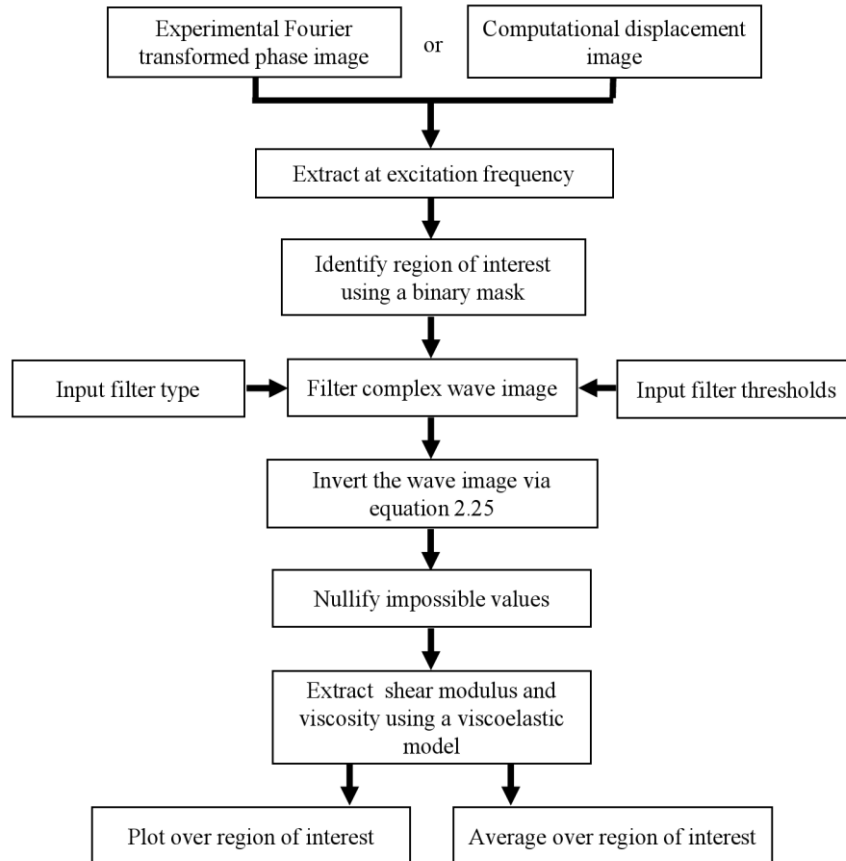 Experimental Fourier
transformed phase image
or
Computational displacement
image
Extract at excitation frequency
Identify region of interest
using a binary mask
Input filter type
Filter complex wave image
Input filter thresholds
Invert the wave image via
equation 2.25
Nullify impossible values
Extract shear modulus and
viscosity using a viscoelastic
model
Plot over region of interest
Average over region of interest